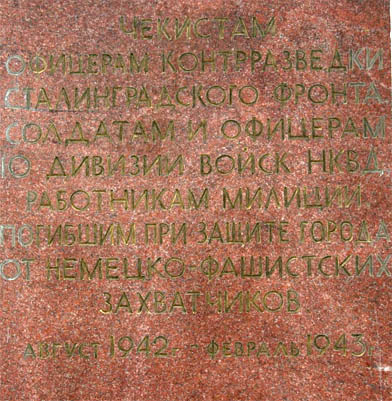 ЧЕКИСТАМ
ОФИЦЕРАМ КОНТРРАЗВЕДКИ
СТАЛИНГРАДСКОГО ФРОНТА
СОЛДАТАМ И ОФИЦЕРАМ
10 ДИВИЗИИ ВОЙСК НКВД,
РАБОТНИКАМ МИЛИЦИИ,
ПОГИБШИМ ПРИ ЗАЩИТЕ ГОРОДА
ОТ НЕМЕЦКО-ФАШИСТСКИХ
ЗАХВАТЧИКОВ
АВГУСТ 1942г. - ФЕВРАЛЬ 1943г.